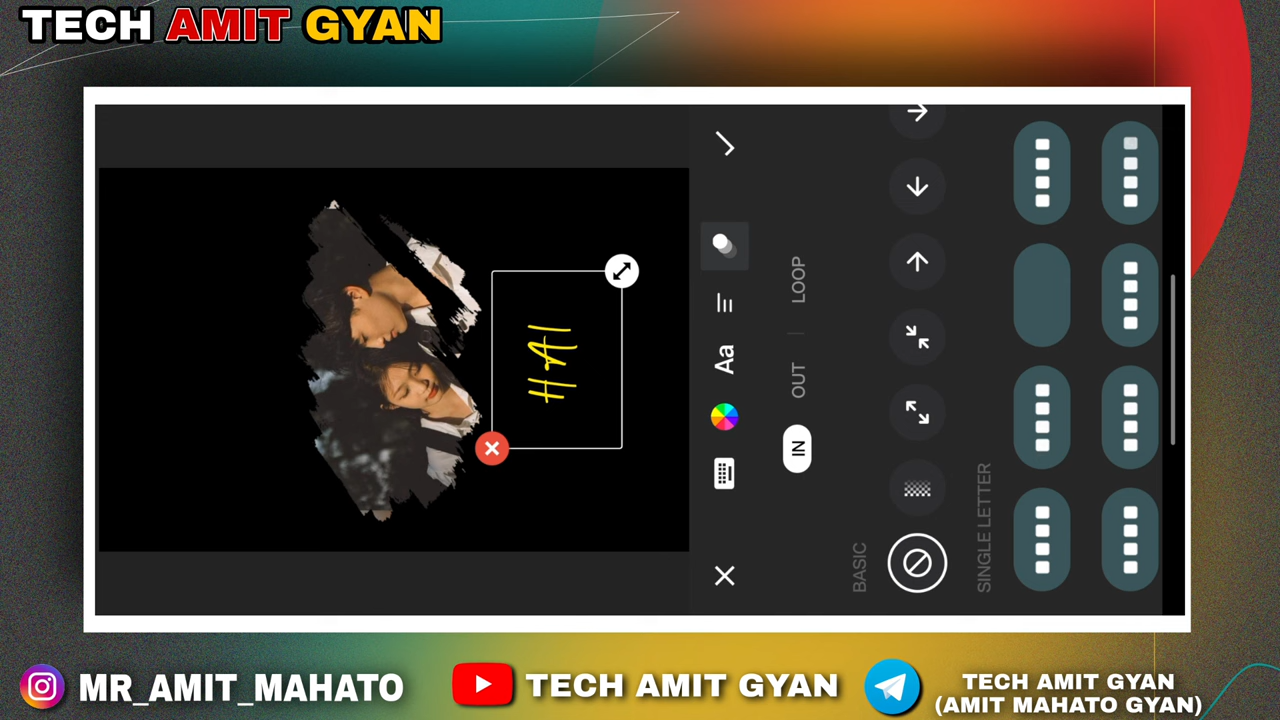 TECH AMIT GYAN
HAI
Aa
IN
OUT
LOOP
BASIC
SINGLE LETTER
MR_AMIT_MAHATO
TECH AMIT GYAN
TECH AMIT GYAN
(AMIT MAHATO GYAN)